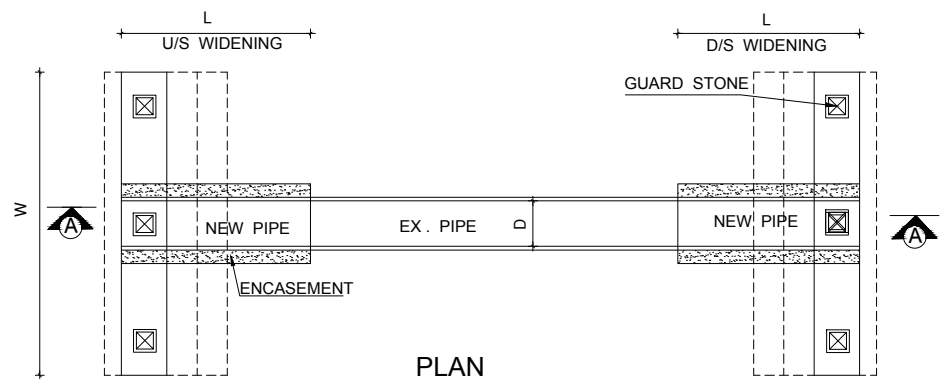 L
U/S WIDENING
L
D/S WIDENING
GUARD STONE
W
A
NEW PIPE
EX . PIPE
D
NEW PIPE
A
ENCASEMENT
PLAN